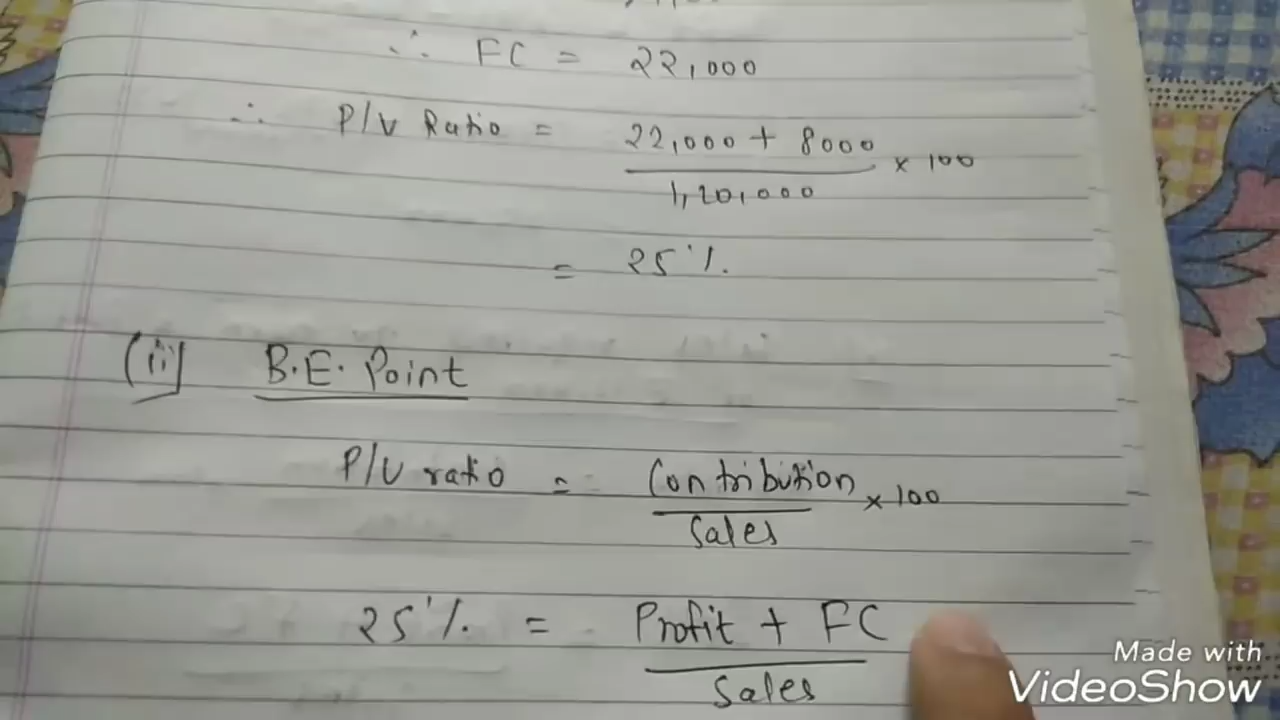 ∴ FC = 22,000
∴ P/V Ratio = 22,000 + 8000 / 1,20,000 × 100
= 25%
(ii) B.E. Point
P/V ratio = Contribution / Sales × 100
25% = Profit + FC / Sales
Made with
VideoShow